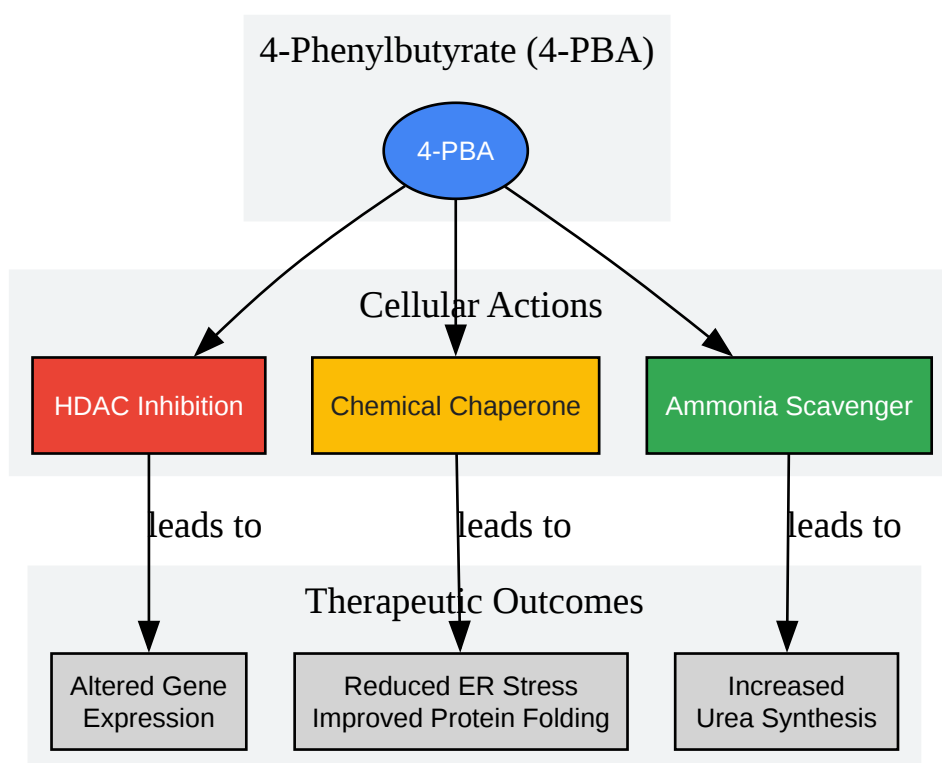 4-Phenylbutyrate (4-PBA)
4-PBA
Cellular Actions
HDAC Inhibition
Chemical Chaperone
Ammonia Scavenger
leads to
leads to
leads to
Therapeutic Outcomes
Altered Gene
Expression
Reduced ER Stress
Improved Protein Folding
Increased
Urea Synthesis